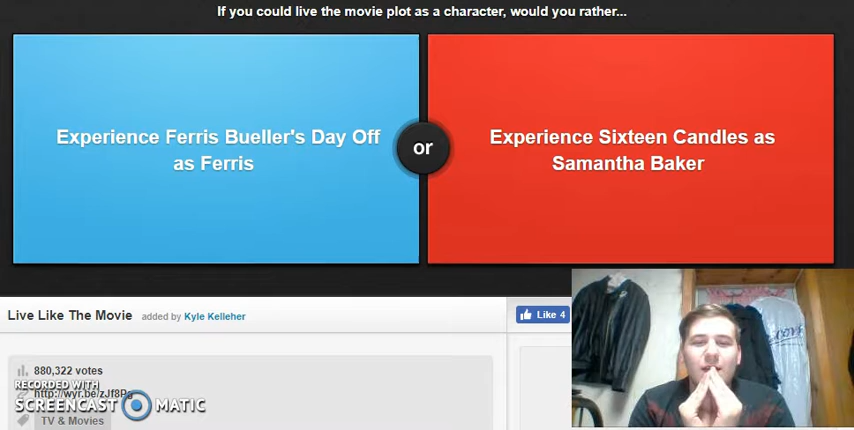 If you could live the movie plot as a character, would you rather...
Experience Ferris Bueller's Day Off
as Ferris
or
Experience Sixteen Candles as
Samantha Baker
Live Like The Movie added by Kyle Kelleher
Like 4
880,322 votes
RECORDED WITH
SCREENCAST MATIC
TV & Movies